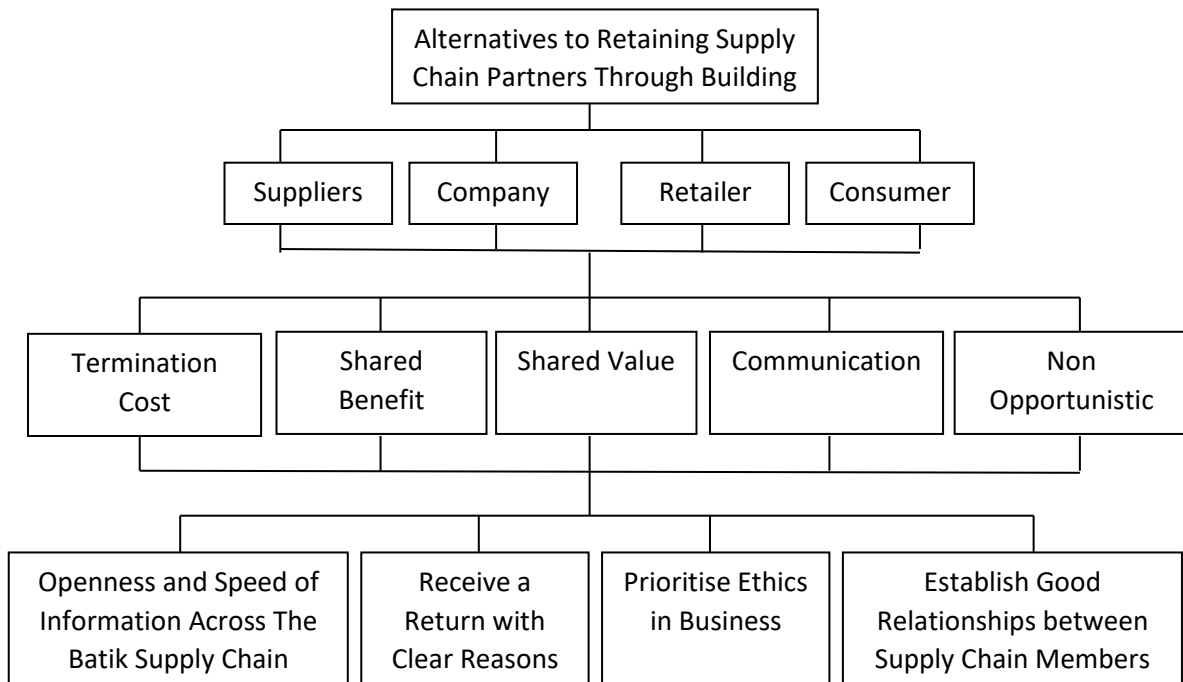 Alternatives to Retaining Supply
Chain Partners Through Building
Suppliers
Company
Retailer
Consumer
Termination
Cost
Shared
Benefit
Shared Value
Communication
Non
Opportunistic
Openness and Speed of
Information Across The
Batik Supply Chain
Receive a
Return with
Clear Reasons
Prioritise Ethics
in Business
Establish Good
Relationships between
Supply Chain Members